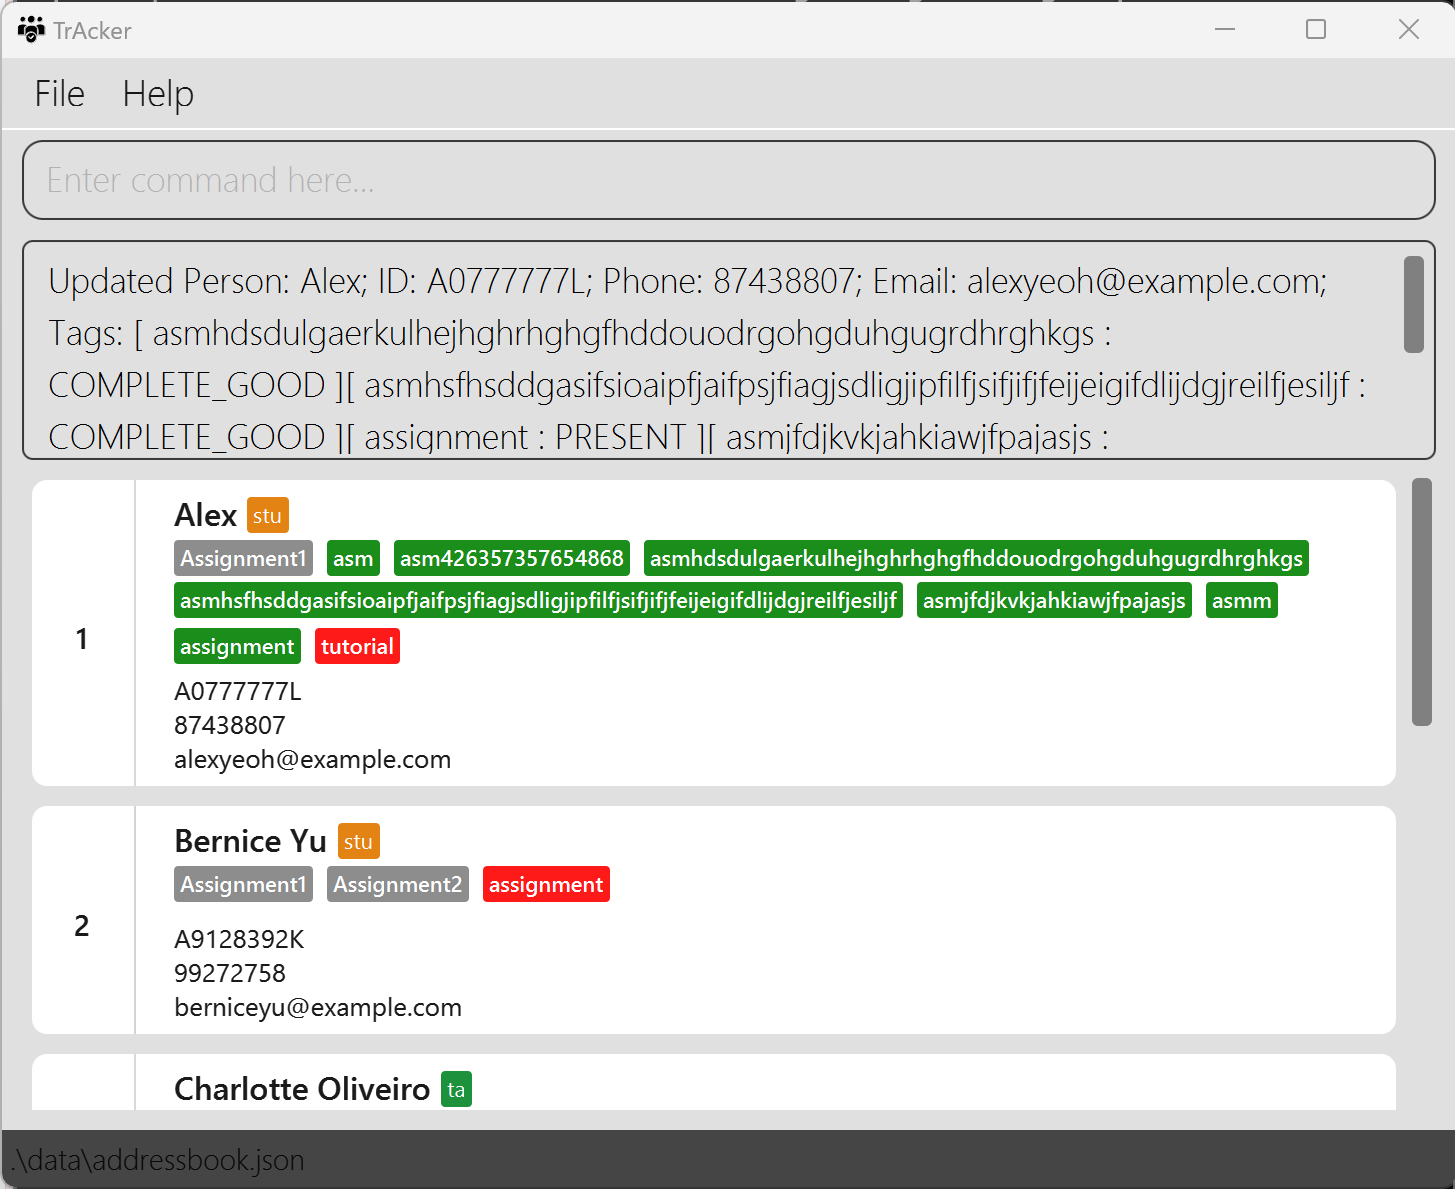 TrAcker
File Help
Enter command here...
Updated Person: Alex; ID: A0777777L; Phone: 87438807; Email: alexyeoh@example.com;
Tags: [ asmhdsdulgaerkulhejhghrhghgfhddouodrgohgduhgugrdhrghkgs :
COMPLETE_GOOD ][ asmhsfhsddgasifsioaipfjaifpsjfiagjsdligjipfilfjsifjifjfeijeigifdlijdgjreilfjesiljf :
COMPLETE_GOOD ][ assignment : PRESENT ][ asmjfdjkvkjahkiawjfpajasjs :
Alex stu
Assignment1 asm asm426357357654868 asmhdsdulgaerkulhejhghrhghgfhddouodrgohgduhgugrdhrghkgs
asmhsfhsddgasifsioaipfjaifpsjfiagjsdligjipfilfjsifjifjfeijeigifdlijdgjreilfjesiljf asmjfdjkvkjahkiawjfpajasjs asmm
assignment tutorial
1
A0777777L
87438807
alexyeoh@example.com
Bernice Yu stu
Assignment1 Assignment2 assignment
2
A9128392K
99272758
berniceyu@example.com
Charlotte Oliveiro ta
.\data\addressbook.json